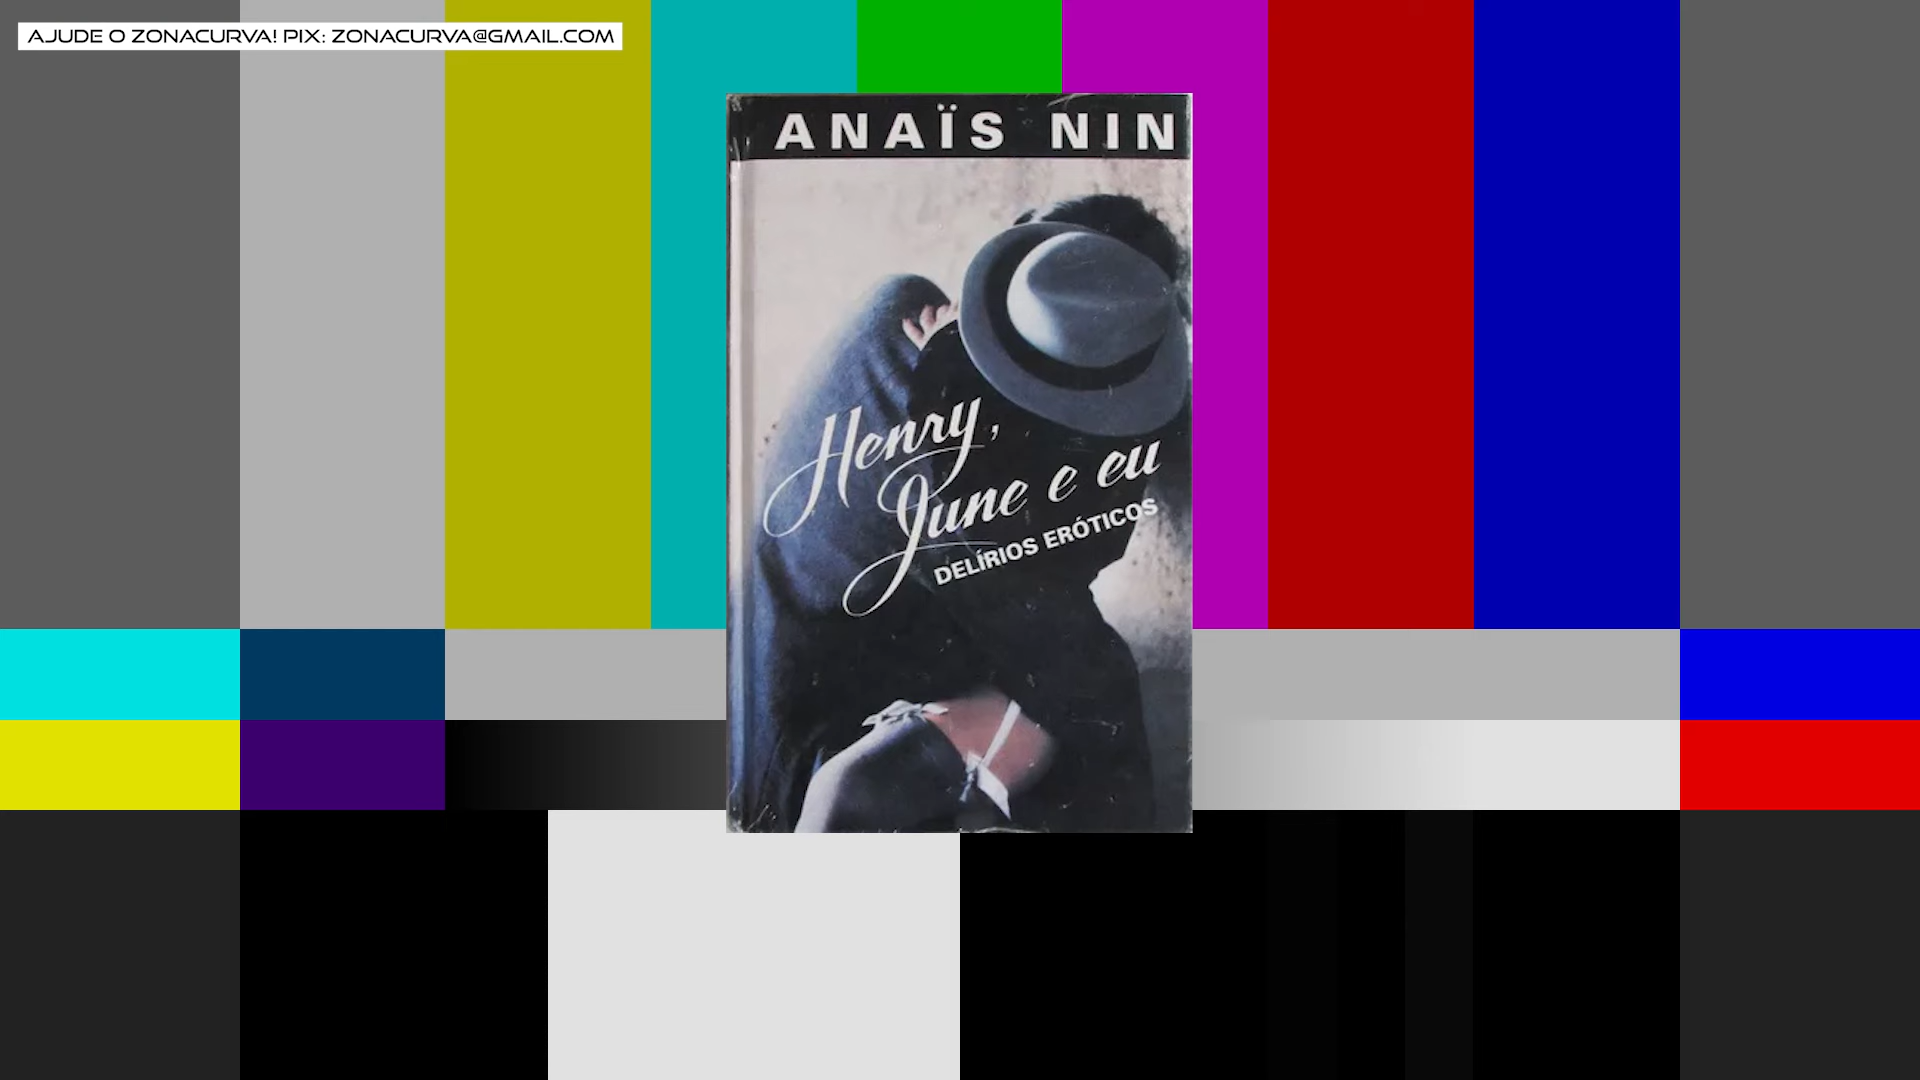 AJUDE O ZONACURVA! PIX: ZONACURVA@GMAIL.COM
ANAÏS NIN
Henry,
June e eu
DELÍRIOS ERÓTICOS